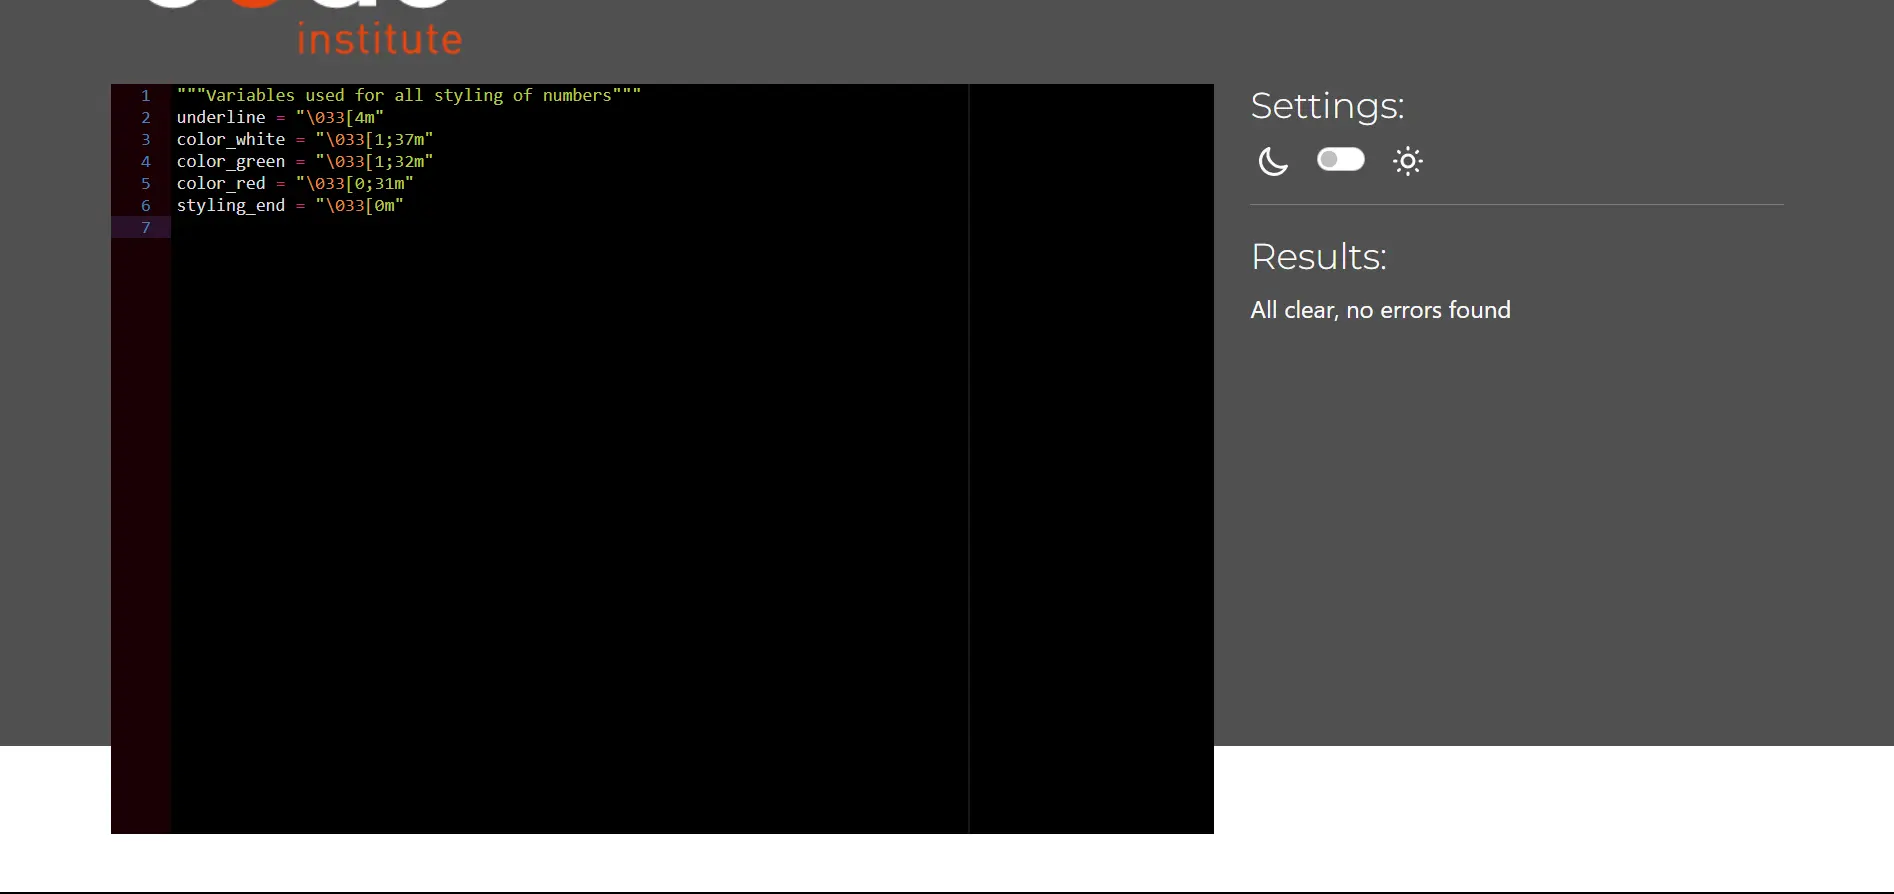 institute
1 """Variables used for all styling of numbers"""
2 underline = "\033[4m"
3 color_white = "\033[1;37m"
4 color_green = "\033[1;32m"
5 color_red = "\033[0;31m"
6 styling_end = "\033[0m"
7
Settings:
Results:
All clear, no errors found